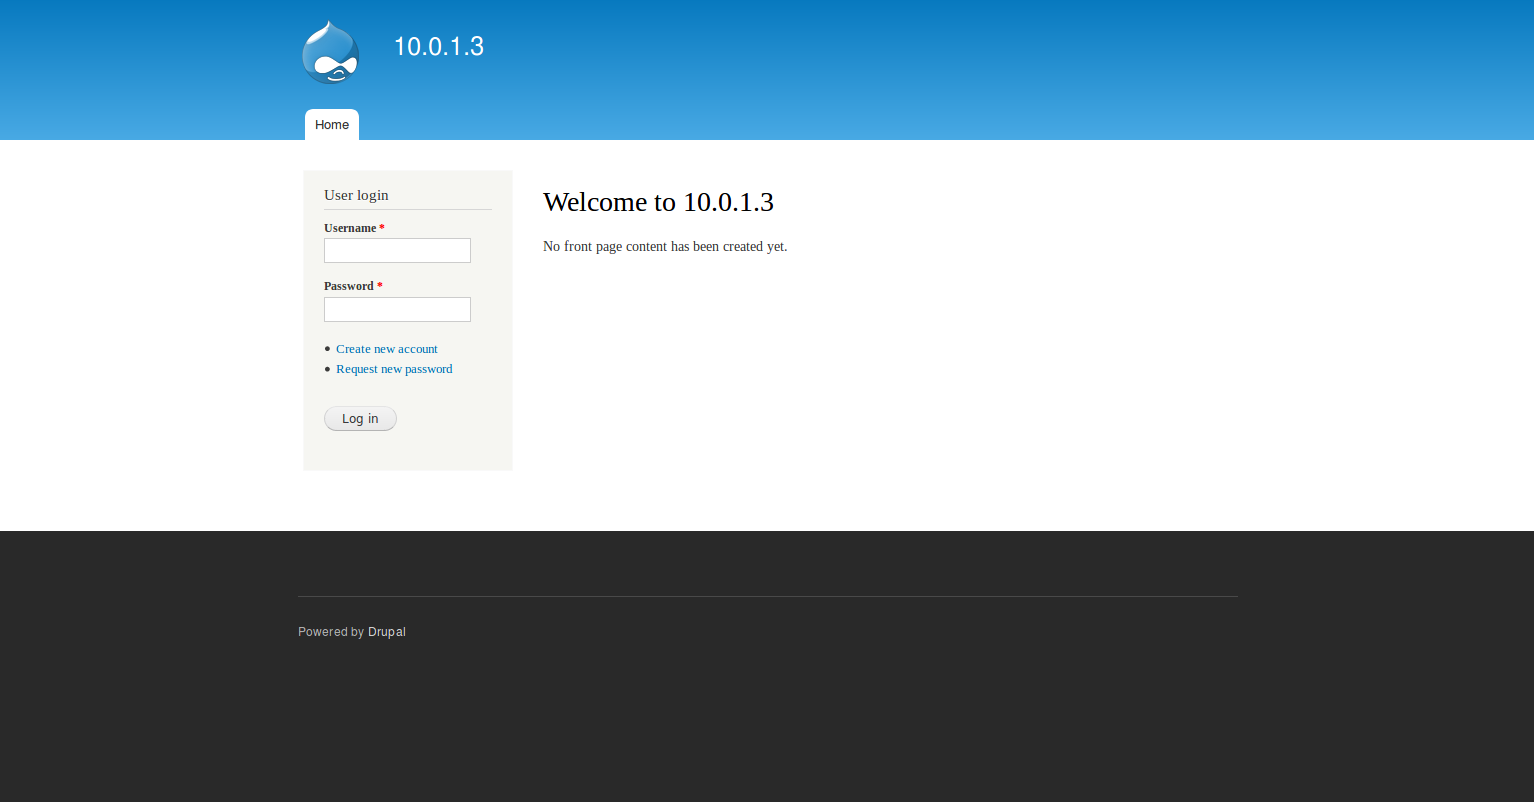 10.0.1.3
Home
User login
Username *
Password *
Create new account
Request new password
Log in
Welcome to 10.0.1.3
No front page content has been created yet.
Powered by Drupal